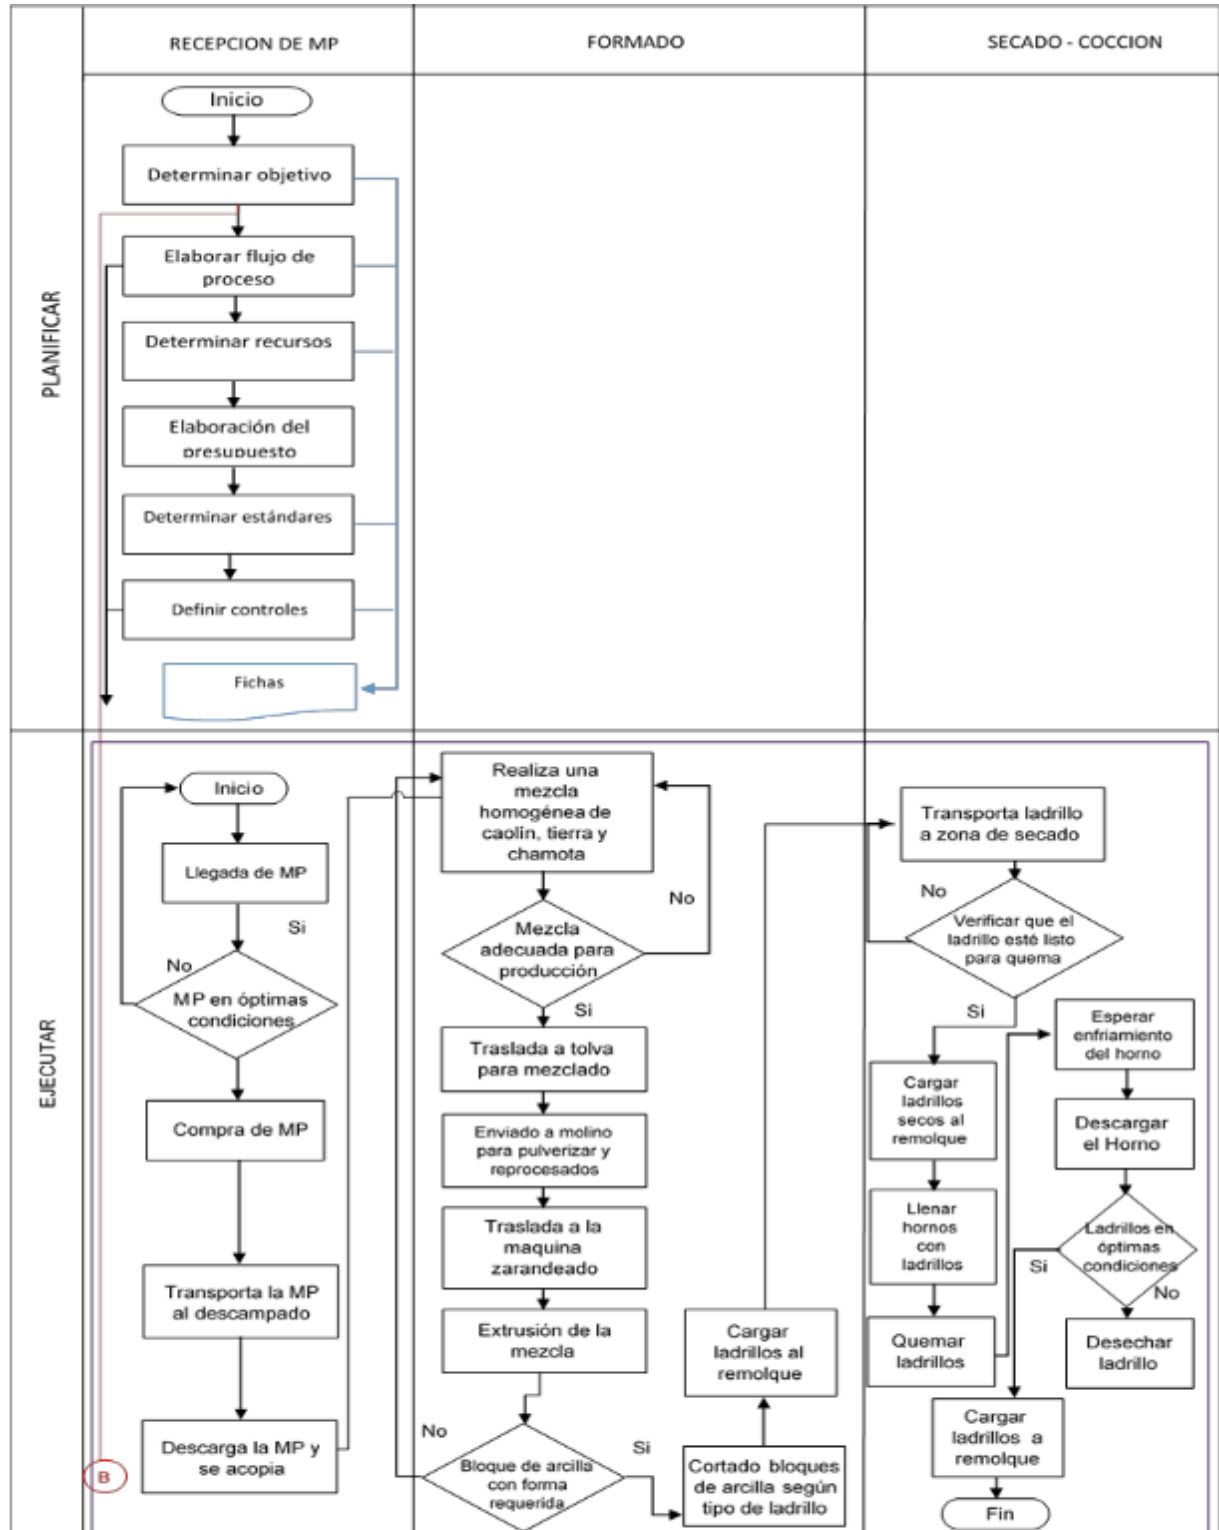 RECEPCION DE MP
FORMADO
SECADO - COCCION
PLANIFICAR
Inicio
Determinar objetivo
Elaborar flujo de
proceso
Determinar recursos
Elaboración del
presupuesto
Determinar estándares
Definir controles
Fichas
EJECUTAR
Inicio
Llegada de MP
Si
No
MP en óptimas
condiciones
Compra de MP
Transporta la MP
al descampado
Descarga la MP y
se acopia
B
Realiza una
mezcla
homogénea de
caolin, tierra y
chamota
No
Mezcla
adecuada para
producción
Si
Traslada a tolva
para mezclado
Enviado a molino
para pulverizar y
reprocesados
Traslada a la
maquina
zarandeado
Extrusión de la
mezcla
No
Bloque de arcilla
con forma
requerida
Si
Cortado bloques
de arcilla según
tipo de ladrillo
Cargar
ladrillos al
remolque
Transporta ladrillo
a zona de secado
No
Verificar que el
ladrillo esté listo
para quema
Si
Cargar
ladrillos
secos al
remolque
Llenar
hornos
con
ladrillos
Quemar
ladrillos
Esperar
enfriamiento
del horno
Descargar
el Horno
Ladrillos en
óptimas
condiciones
Si
No
Desechar
ladrillo
Cargar
ladrillos a
remolque
Fin